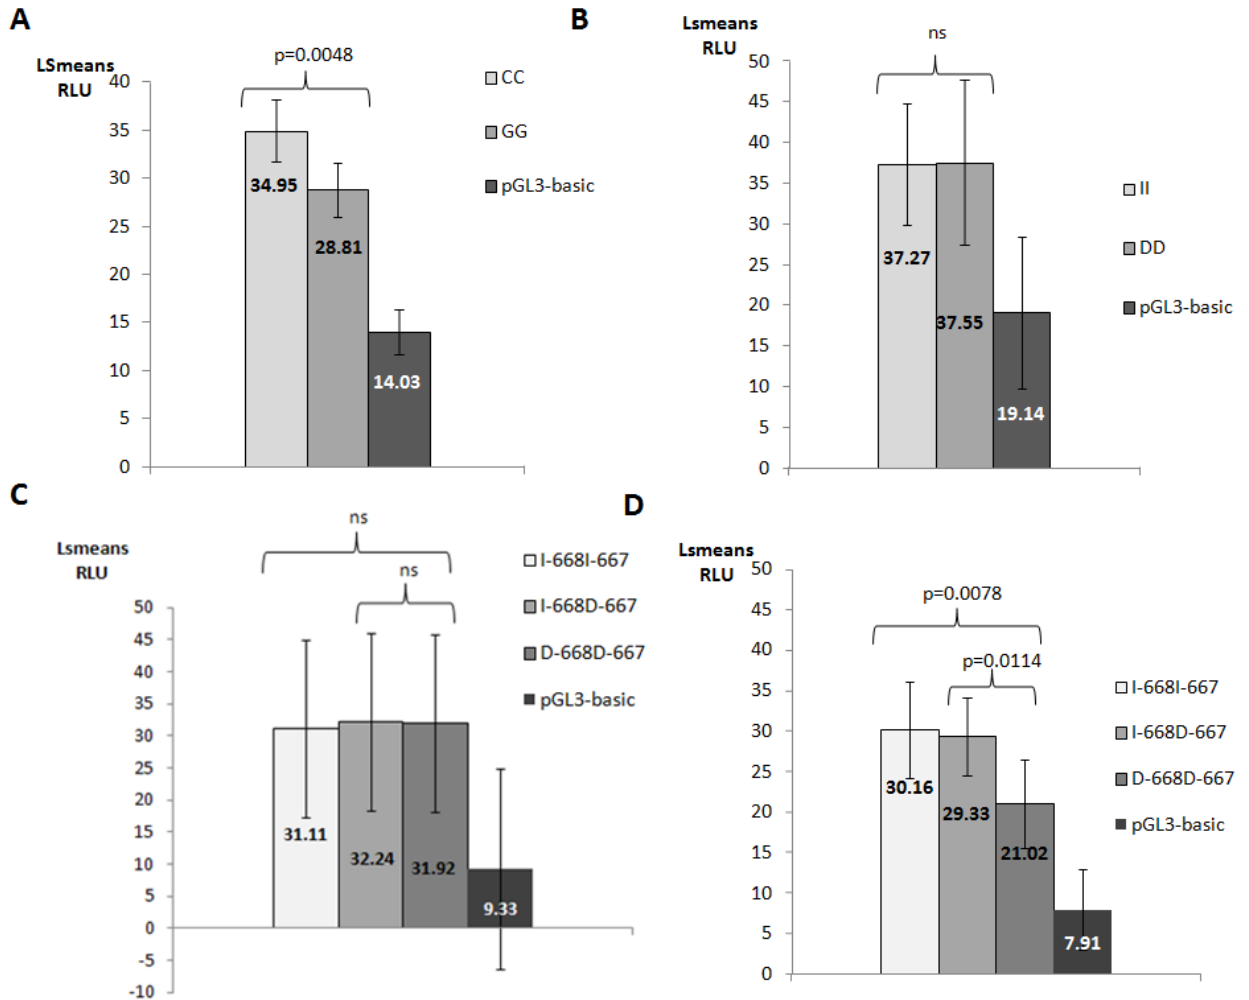 A
LSmeans
RLU
p=0.0048
40
35
30
25
20
15
10
5
0
34.95
28.81
14.03
CC
GG
pGL3-basic
B
Lsmeans
RLU
ns
50
45
40
35
30
25
20
15
10
5
0
37.27
37.55
19.14
II
DD
pGL3-basic
C
Lsmeans
RLU
ns
ns
50
45
40
35
30
25
20
15
10
5
0
-5
-10
31.11
32.24
31.92
9.33
I-668I-667
I-668D-667
D-668D-667
pGL3-basic
D
Lsmeans
RLU
p=0.0078
p=0.0114
50
45
40
35
30
25
20
15
10
5
0
30.16
29.33
21.02
7.91
I-668I-667
I-668D-667
D-668D-667
pGL3-basic